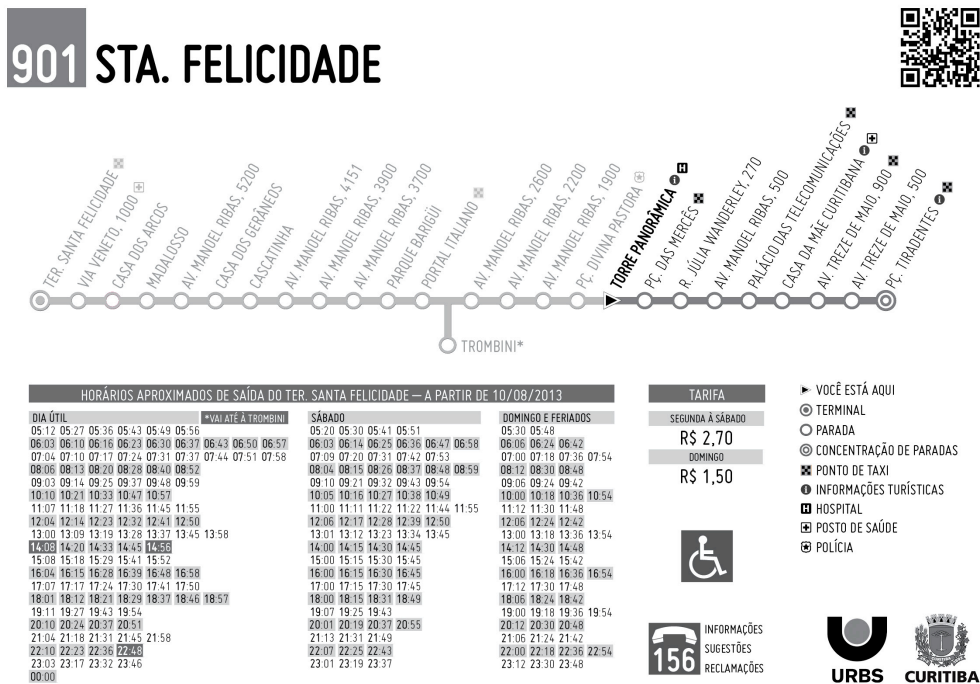 901 STA. FELICIDADE
TER. SANTA FELICIDADE
VIA VENETO, 1000
CASA DOS ARCOS
MADALOSSO
AV. MANOEL RIBAS, 5200
CASA DOS GERÂNEOS
CASCATINHA
AV. MANOEL RIBAS, 4151
AV. MANOEL RIBAS, 3900
AV. MANOEL RIBAS, 3700
PARQUE BARIGÜI
PORTAL ITALIANO
AV. MANOEL RIBAS, 2600
AV. MANOEL RIBAS, 2200
AV. MANOEL RIBAS, 1900
PÇ. DIVINA PASTORA
TORRE PANORÂMICA
PÇ. DAS MERCÊS
R. JÚLIA WANDERLEY, 270
AV. MANOEL RIBAS, 500
PALÁCIO DAS TELECOMUNICAÇÕES
CASA DA MÃE CURITIBANA
AV. TREZE DE MAIO, 900
AV. TREZE DE MAIO, 500
PÇ. TIRADENTES
TROMBINI*
HORÁRIOS APROXIMADOS DE SAÍDA DO TER. SANTA FELICIDADE – A PARTIR DE 10/08/2013
DIA ÚTIL *VAI ATÉ À TROMBINI
05:12 05:27 05:36 05:43 05:49 05:56
06:03 06:10 06:16 06:23 06:30 06:37 06:43 06:50 06:57
07:04 07:10 07:17 07:24 07:31 07:37 07:44 07:51 07:58
08:06 08:13 08:20 08:28 08:40 08:52
09:03 09:14 09:25 09:37 09:48 09:59
10:10 10:21 10:33 10:47 10:57
11:07 11:18 11:27 11:36 11:45 11:55
12:04 12:14 12:23 12:32 12:41 12:50
13:00 13:09 13:19 13:28 13:37 13:45 13:58
14:08 14:20 14:33 14:45 14:56
15:08 15:18 15:29 15:41 15:52
16:04 16:15 16:28 16:39 16:48 16:58
17:07 17:17 17:24 17:30 17:41 17:50
18:01 18:12 18:21 18:29 18:37 18:46 18:57
19:11 19:27 19:43 19:54
20:10 20:24 20:37 20:51
21:04 21:18 21:31 21:45 21:58
22:10 22:23 22:36 22:48
23:03 23:17 23:32 23:46
00:00
SÁBADO
05:20 05:30 05:41 05:51
06:03 06:14 06:25 06:36 06:47 06:58
07:09 07:20 07:31 07:42 07:53
08:04 08:15 08:26 08:37 08:48 08:59
09:10 09:21 09:32 09:43 09:54
10:05 10:16 10:27 10:38 10:49
11:00 11:11 11:22 11:22 11:44 11:55
12:06 12:17 12:28 12:39 12:50
13:01 13:12 13:23 13:34 13:45
14:00 14:15 14:30 14:45
15:00 15:15 15:30 15:45
16:00 16:15 16:30 16:45
17:00 17:15 17:30 17:45
18:00 18:15 18:31 18:49
19:07 19:25 19:43
20:01 20:19 20:37 20:55
21:13 21:31 21:49
22:07 22:25 22:43
23:01 23:19 23:37
DOMINGO E FERIADOS
05:30 05:48
06:06 06:24 06:42
07:00 07:18 07:36 07:54
08:12 08:30 08:48
09:06 09:24 09:42
10:00 10:18 10:36 10:54
11:12 11:30 11:48
12:06 12:24 12:42
13:00 13:18 13:36 13:54
14:12 14:30 14:48
15:06 15:24 15:42
16:00 16:18 16:36 16:54
17:12 17:30 17:48
18:06 18:24 18:42
19:00 19:18 19:36 19:54
20:12 20:30 20:48
21:06 21:24 21:42
22:00 22:18 22:36 22:54
23:12 23:30 23:48
TARIFA
SEGUNDA À SÁBADO
R$ 2,70
DOMINGO
R$ 1,50
VOCÊ ESTÁ AQUI
TERMINAL
PARADA
CONCENTRAÇÃO DE PARADAS
PONTO DE TAXI
INFORMAÇÕES TURÍSTICAS
HOSPITAL
POSTO DE SAÚDE
POLÍCIA
156
INFORMAÇÕES
SUGESTÕES
RECLAMAÇÕES
URBS
CURITIBA